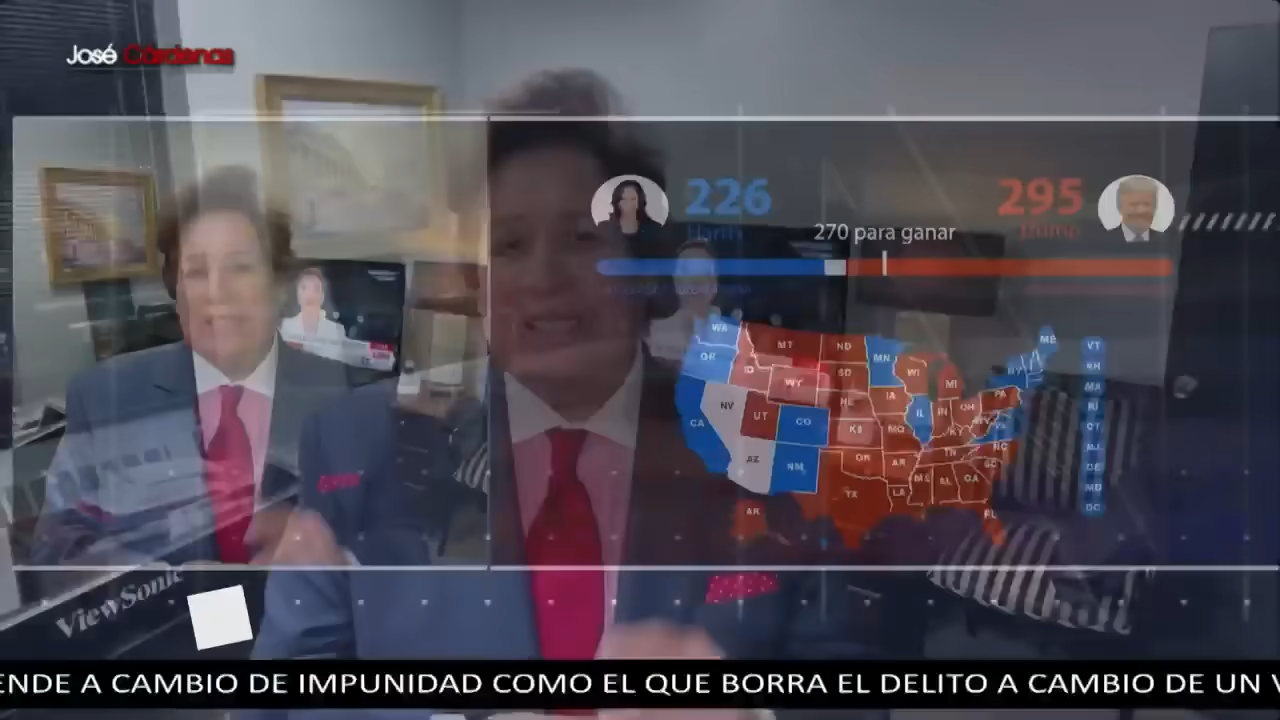 José Cárdenas
226
295
Harris
Trump
270 para ganar
WA
MT
ND
MN
ME
VT
OR
ID
SD
WI
NH
WY
MI
NY
MA
NE
IA
PA
RI
NV
UT
CO
IL
IN
OH
CT
CA
KS
MO
KY
WV
VA
NJ
AZ
NM
OK
AR
TN
NC
DE
TX
LA
MS
AL
GA
SC
MD
AK
FL
DC
ViewSonic
ENDE A CAMBIO DE IMPUNIDAD COMO EL QUE BORRA EL DELITO A CAMBIO DE UN V